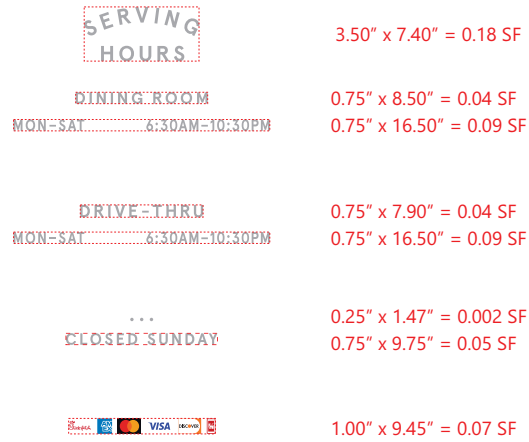 SERVING
HOURS
3.50" x 7.40" = 0.18 SF
DINING ROOM
0.75" x 8.50" = 0.04 SF
MON-SAT 6:30AM-10:30PM
0.75" x 16.50" = 0.09 SF
DRIVE-THRU
0.75" x 7.90" = 0.04 SF
MON-SAT 6:30AM-10:30PM
0.75" x 16.50" = 0.09 SF
•••
0.25" x 1.47" = 0.002 SF
CLOSED SUNDAY
0.75" x 9.75" = 0.05 SF
VISA DISCOVER
1.00" x 9.45" = 0.07 SF